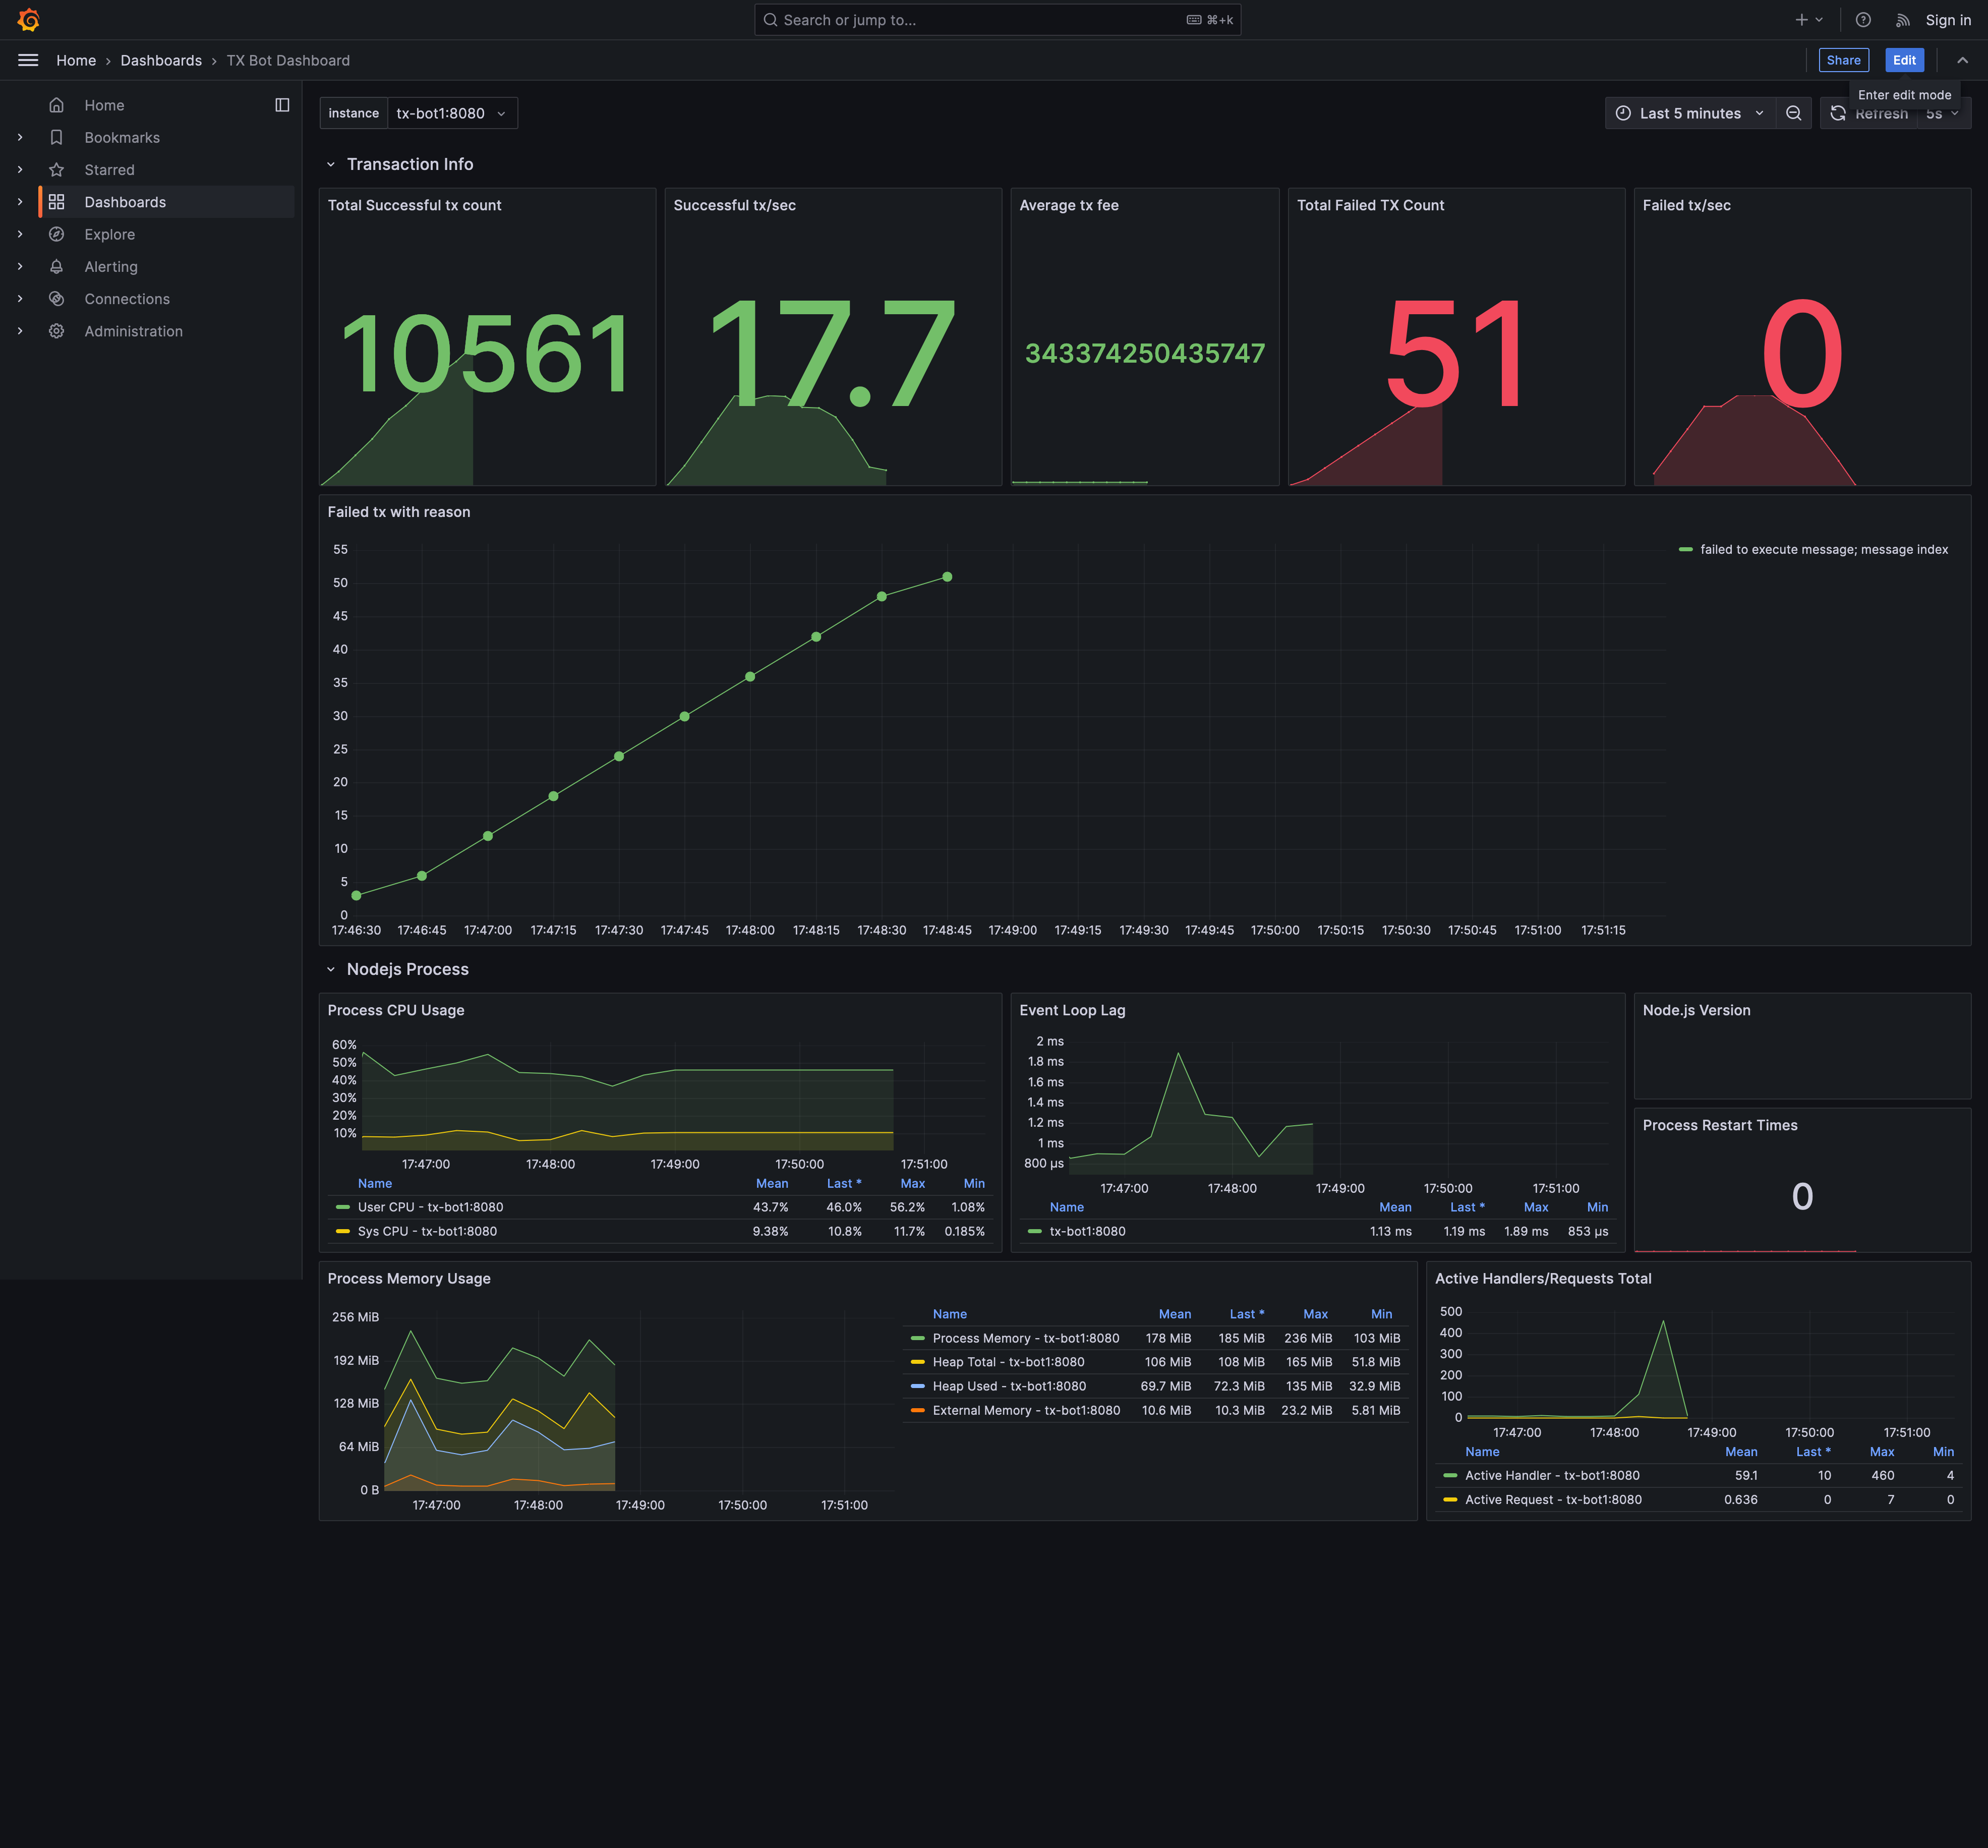 Search or jump to... ⌘+k Sign in
Home › Dashboards › TX Bot Dashboard Share Edit
Enter edit mode
Home
Bookmarks
Starred
Dashboards
Explore
Alerting
Connections
Administration
instance tx-bot1:8080 Last 5 minutes Refresh 5s
Transaction Info
Total Successful tx count
10561
Successful tx/sec
17.7
Average tx fee
343374250435747
Total Failed TX Count
51
Failed tx/sec
0
Failed tx with reason
55
50
45
40
35
30
25
20
15
10
5
0
17:46:30 17:46:45 17:47:00 17:47:15 17:47:30 17:47:45 17:48:00 17:48:15 17:48:30 17:48:45 17:49:00 17:49:15 17:49:30 17:49:45 17:50:00 17:50:15 17:50:30 17:50:45 17:51:00 17:51:15
failed to execute message; message index
Nodejs Process
Process CPU Usage
60%
50%
40%
30%
20%
10%
17:47:00 17:48:00 17:49:00 17:50:00 17:51:00
Name Mean Last * Max Min
User CPU - tx-bot1:8080 43.7% 46.0% 56.2% 1.08%
Sys CPU - tx-bot1:8080 9.38% 10.8% 11.7% 0.185%
Event Loop Lag
2 ms
1.8 ms
1.6 ms
1.4 ms
1.2 ms
1 ms
800 µs
17:47:00 17:48:00 17:49:00 17:50:00 17:51:00
Name Mean Last * Max Min
tx-bot1:8080 1.13 ms 1.19 ms 1.89 ms 853 µs
Node.js Version
Process Restart Times
0
Process Memory Usage
256 MiB
192 MiB
128 MiB
64 MiB
0 B
17:47:00 17:48:00 17:49:00 17:50:00 17:51:00
Name Mean Last * Max Min
Process Memory - tx-bot1:8080 178 MiB 185 MiB 236 MiB 103 MiB
Heap Total - tx-bot1:8080 106 MiB 108 MiB 165 MiB 51.8 MiB
Heap Used - tx-bot1:8080 69.7 MiB 72.3 MiB 135 MiB 32.9 MiB
External Memory - tx-bot1:8080 10.6 MiB 10.3 MiB 23.2 MiB 5.81 MiB
Active Handlers/Requests Total
500
400
300
200
100
0
17:47:00 17:48:00 17:49:00 17:50:00 17:51:00
Name Mean Last * Max Min
Active Handler - tx-bot1:8080 59.1 10 460 4
Active Request - tx-bot1:8080 0.636 0 7 0